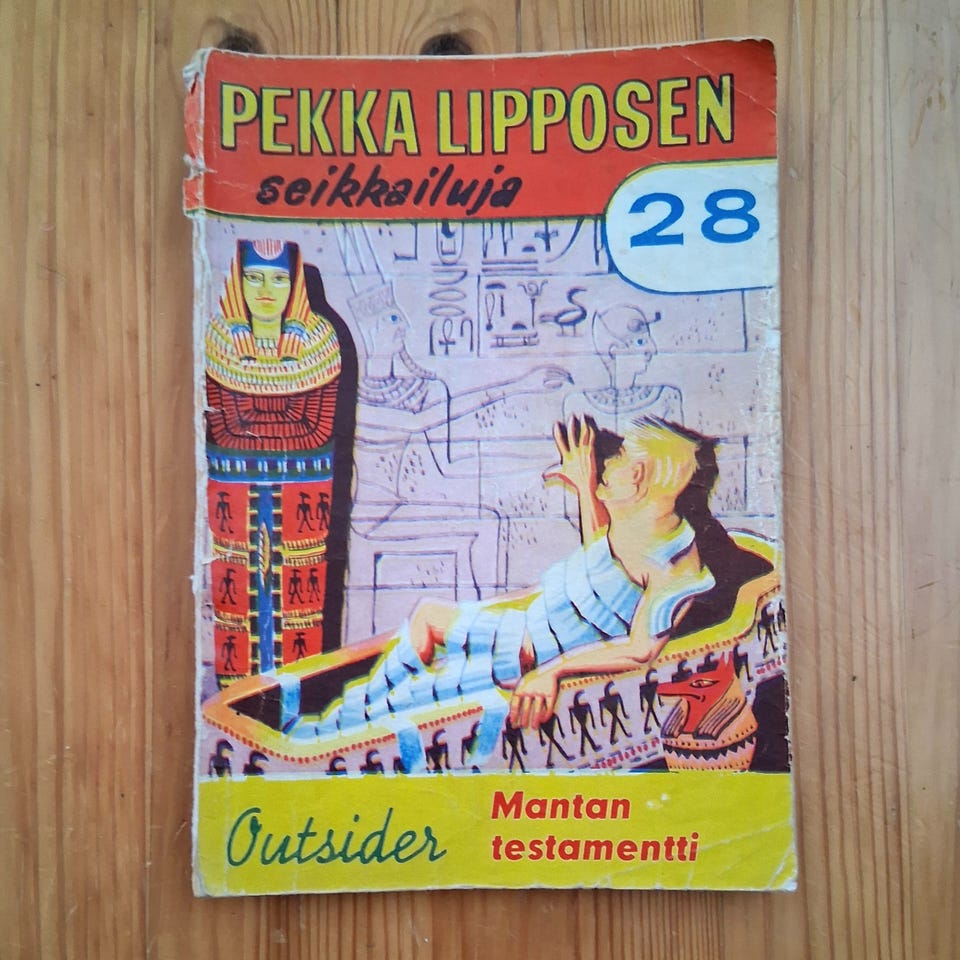 PEKKA LIPPOSEN
seikkailuja
28
Outsider
Mantan
testamentti